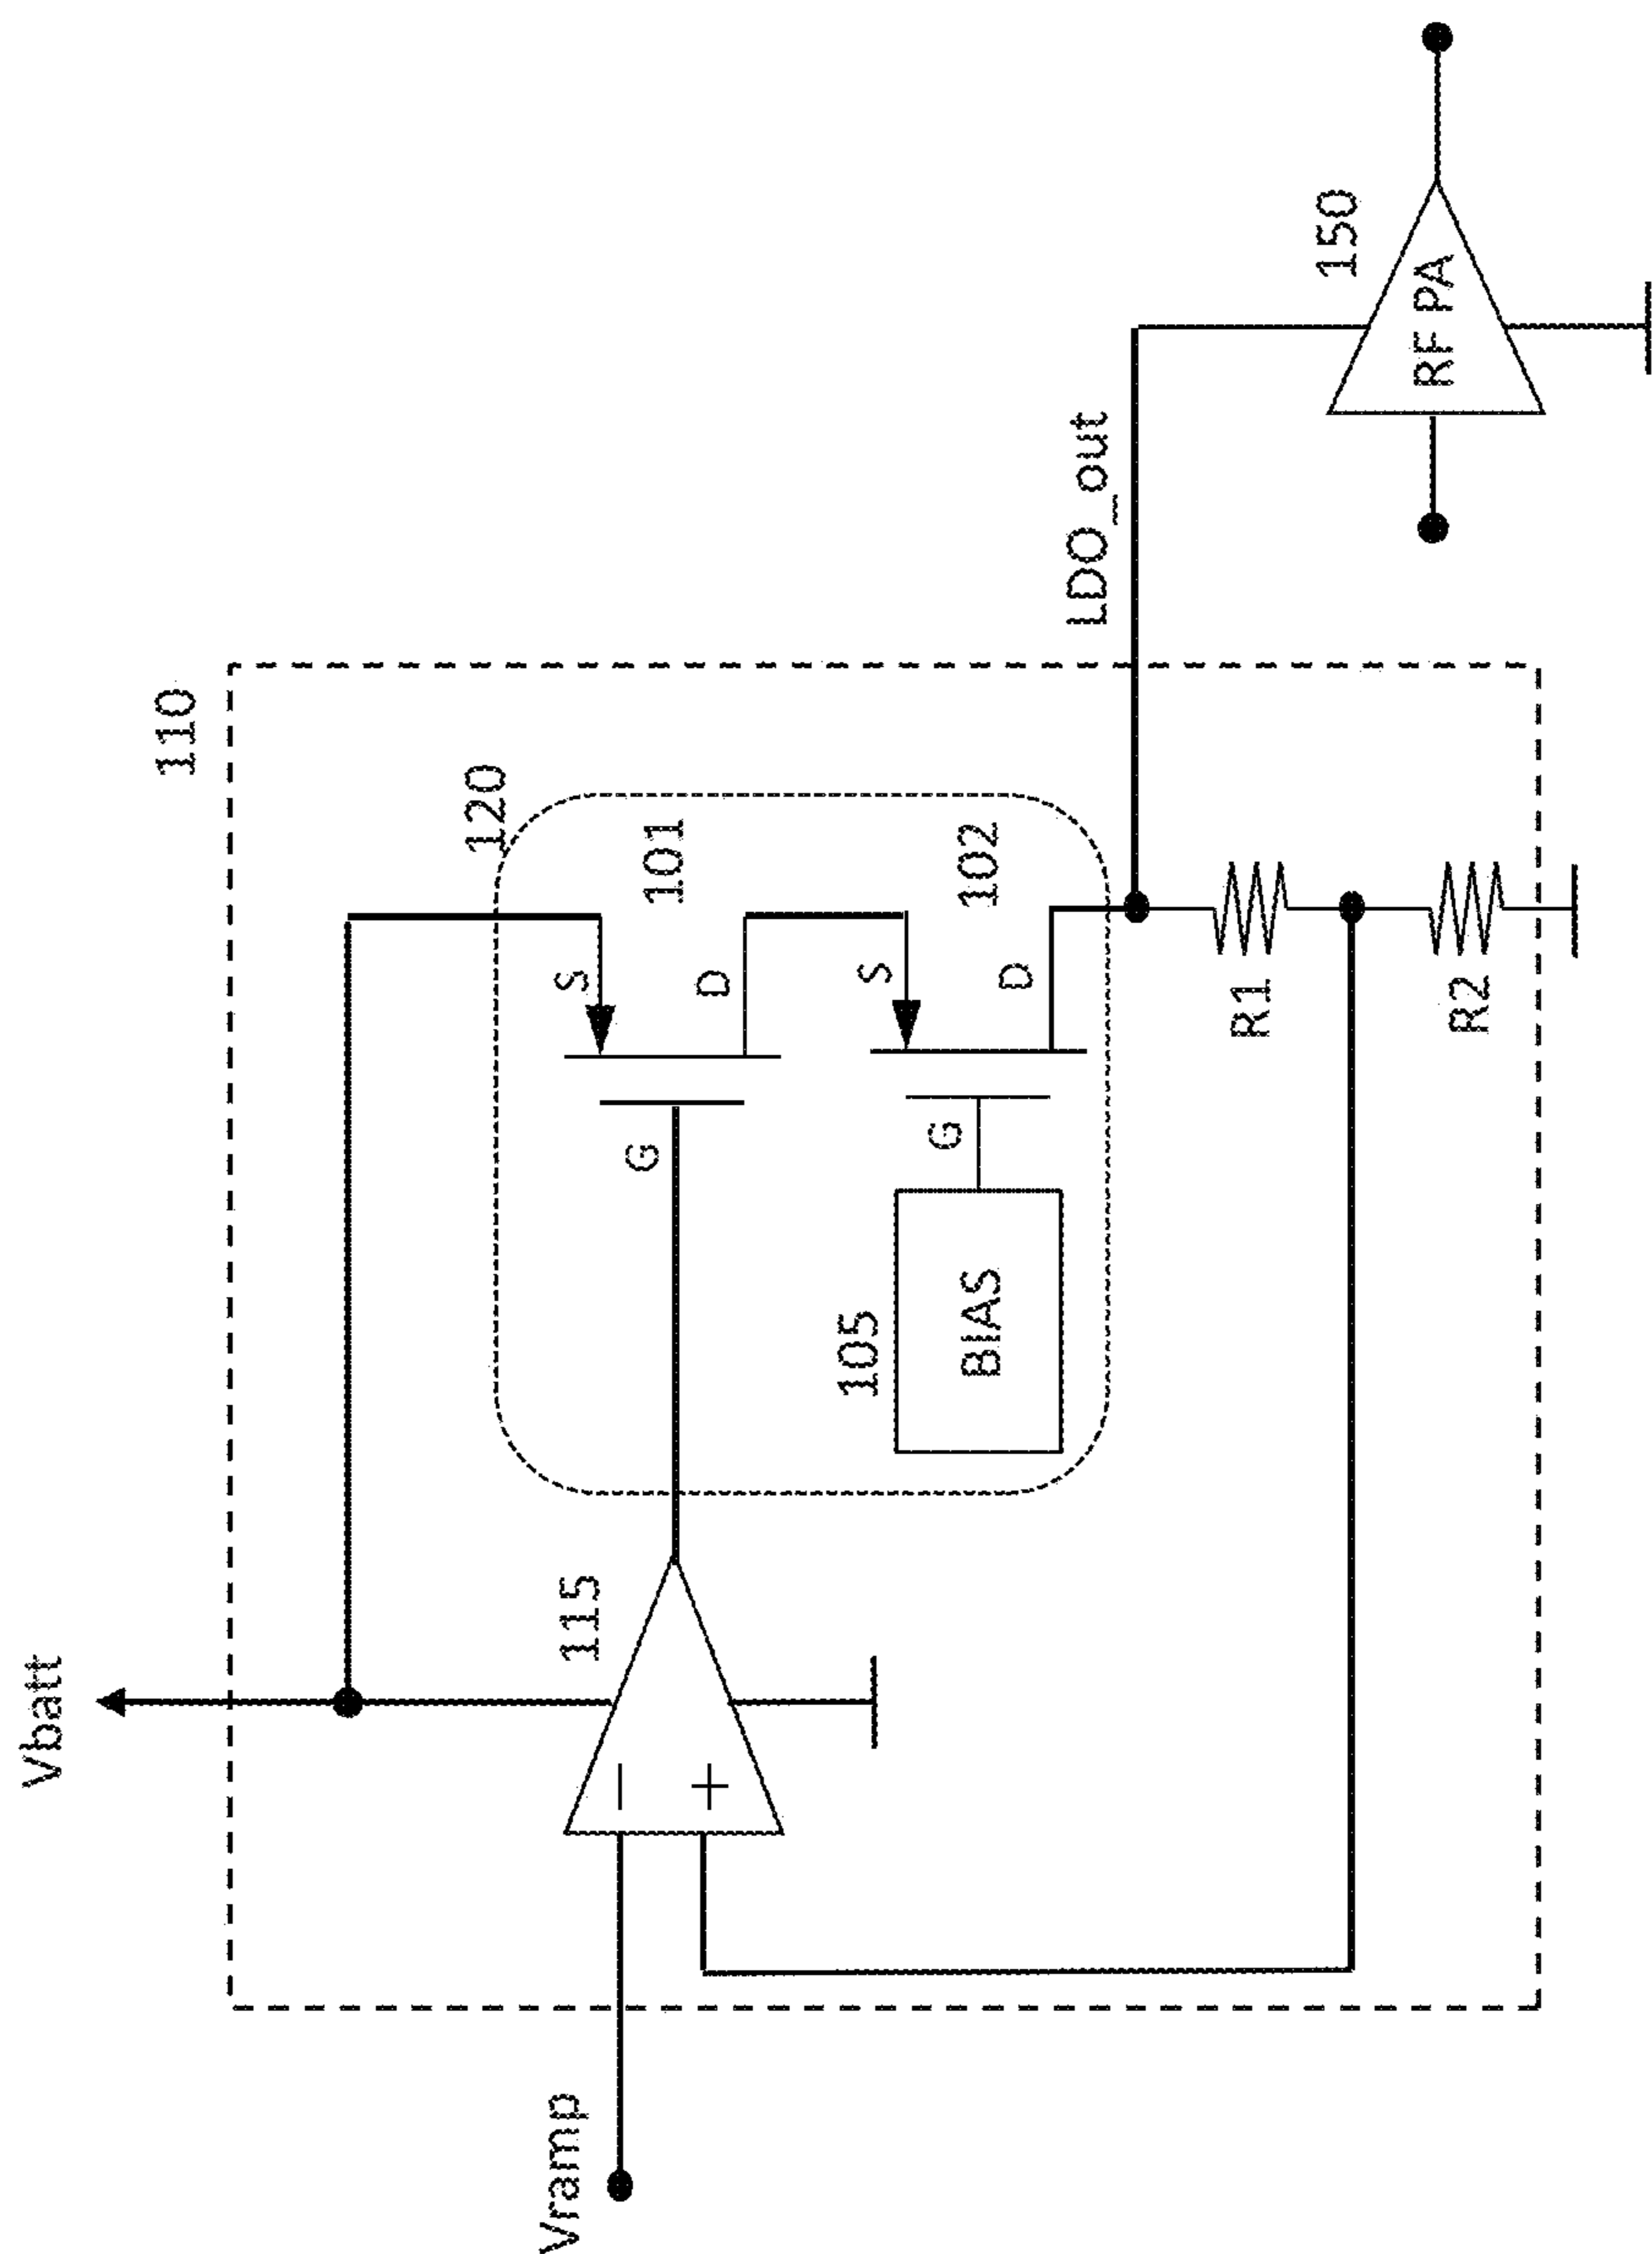 Vbatt
110
120
115
101
S
G
D
Vramp
−
+
105
BIAS
102
S
G
D
LDO_out
150
R1
R2
RF PA